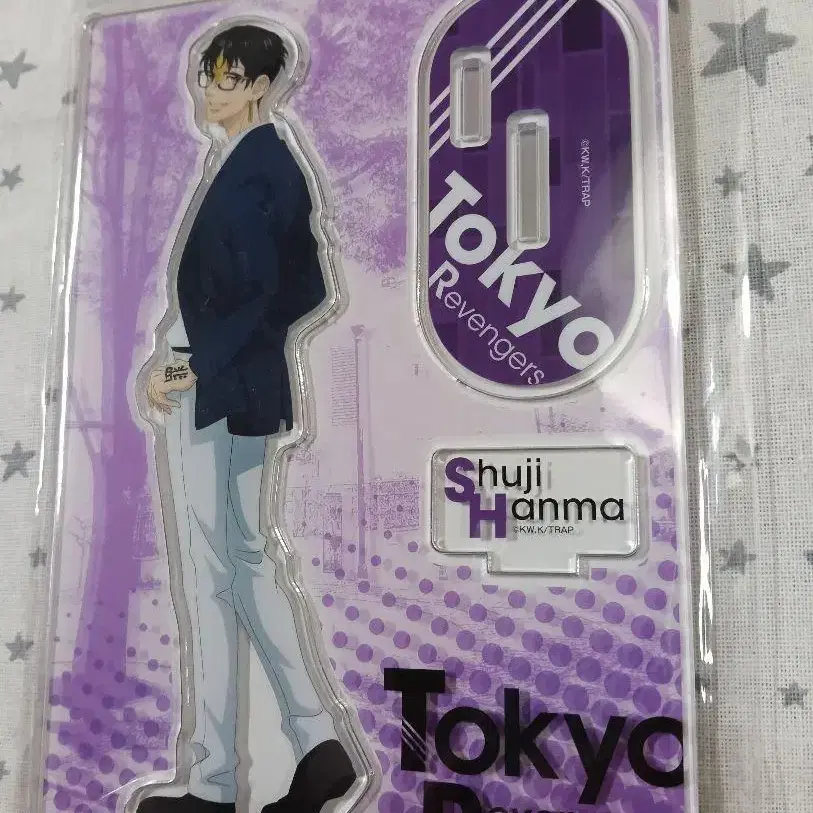 ©KW,K/TRAP
Tokyo
Revengers
Shuji
Hanma
©KW,K/TRAP
Tokyo